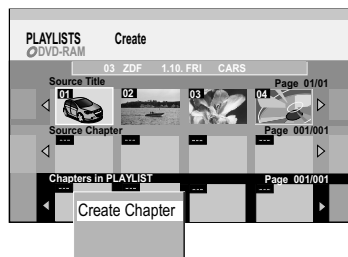 PLAYLISTS Create
DVD-RAM
03 ZDF 1.10. FRI CARS
Source Title Page 01/01
01 02 03 04
Source Chapter Page 001/001
--- --- --- ---
Chapters in PLAYLIST Page 001/001
--- --- --- ---
Create Chapter